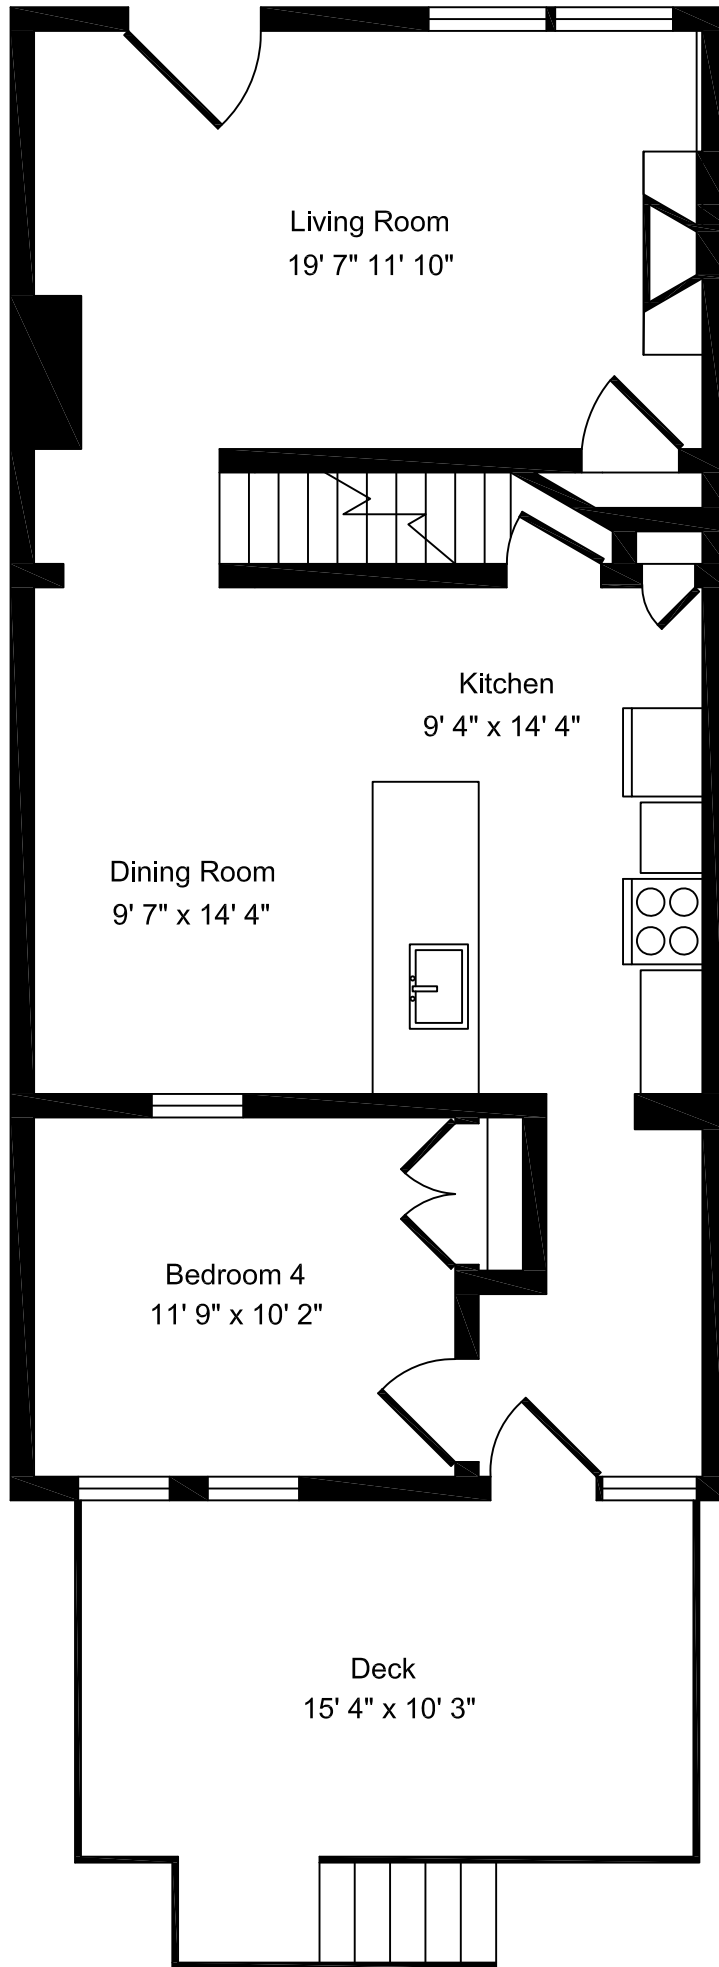 Living Room
19' 7" 11' 10"
Kitchen
9' 4" x 14' 4"
Dining Room
9' 7" x 14' 4"
Bedroom 4
11' 9" x 10' 2"
Deck
15' 4" x 10' 3"